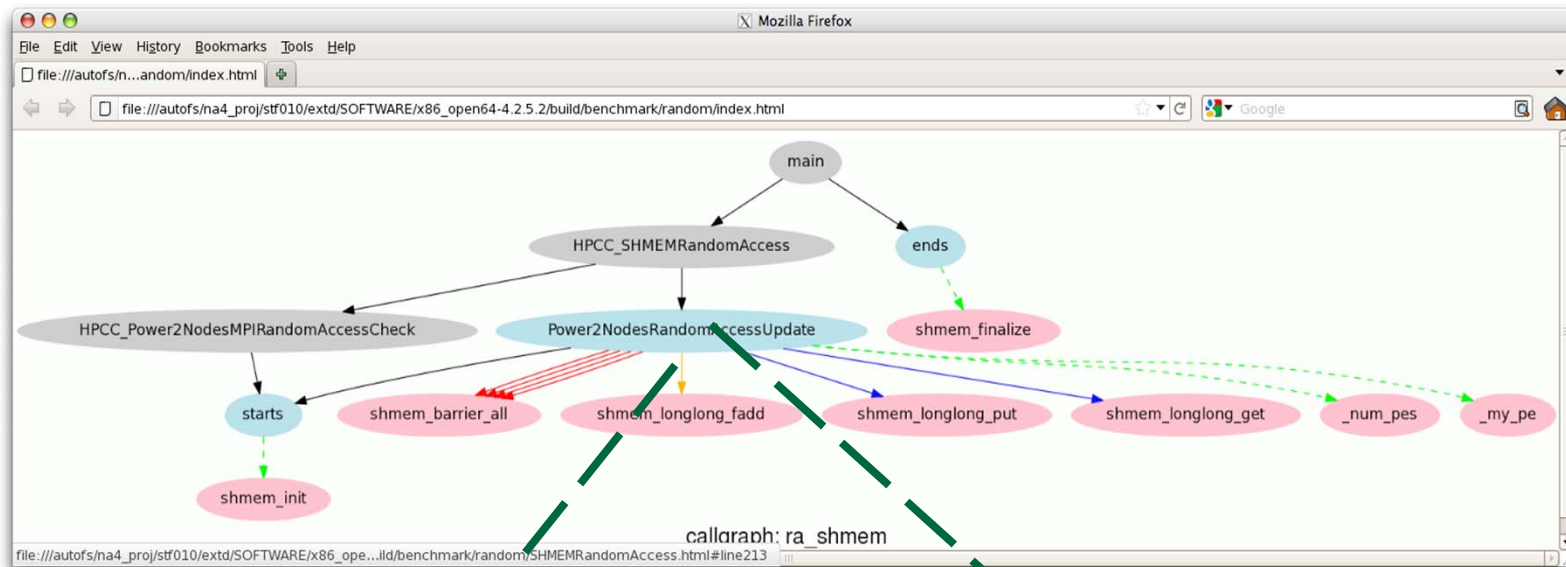 Mozilla Firefox
File Edit View History Bookmarks Tools Help
file:///autofs/n...andom/index.html
file:///autofs/na4_proj/stf010/extd/SOFTWARE/x86_open64-4.2.5.2/build/benchmark/random/index.html
Google
main
HPCC_SHMEMRandomAccess
ends
HPCC_Power2NodesMPIRandomAccessCheck
Power2NodesRandomAccessUpdate
shmem_finalize
starts
shmem_barrier_all
shmem_longlong_fadd
shmem_longlong_put
shmem_longlong_get
_num_pes
_my_pe
shmem_init
callgraph: ra_shmem
file:///autofs/na4_proj/stf010/extd/SOFTWARE/x86_ope...ild/benchmark/random/SHMEMRandomAccess.html#line213